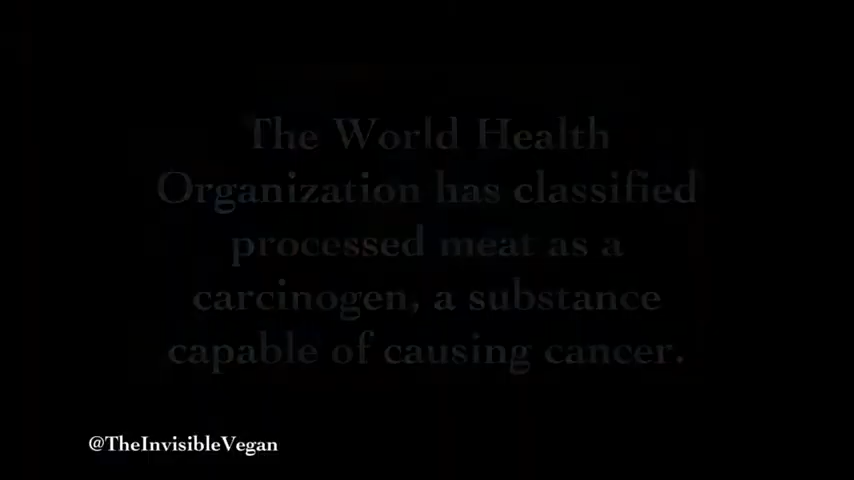 The World Health
Organization has classified
processed meat as a
carcinogen, a substance
capable of causing cancer.
@TheInvisibleVegan